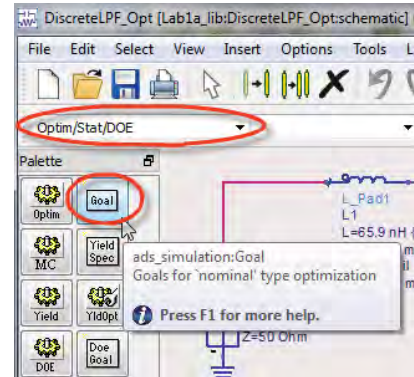 DiscreteLPF_Opt [Lab1a_lib:DiscreteLPF_Opt:schematic]
File Edit Select View Insert Options Tools L
Optim/Stat/DOE
Palette
Optim
Goal
L_Pad1
L1
L=65.9 nH {
MC
Yield
Spec
ads_simulation:Goal
Goals for `nominal' type optimization
m
il
m
Yield
YldOpt
Press F1 for more help.
DOE
Doe
Goal
Z=50 Ohm